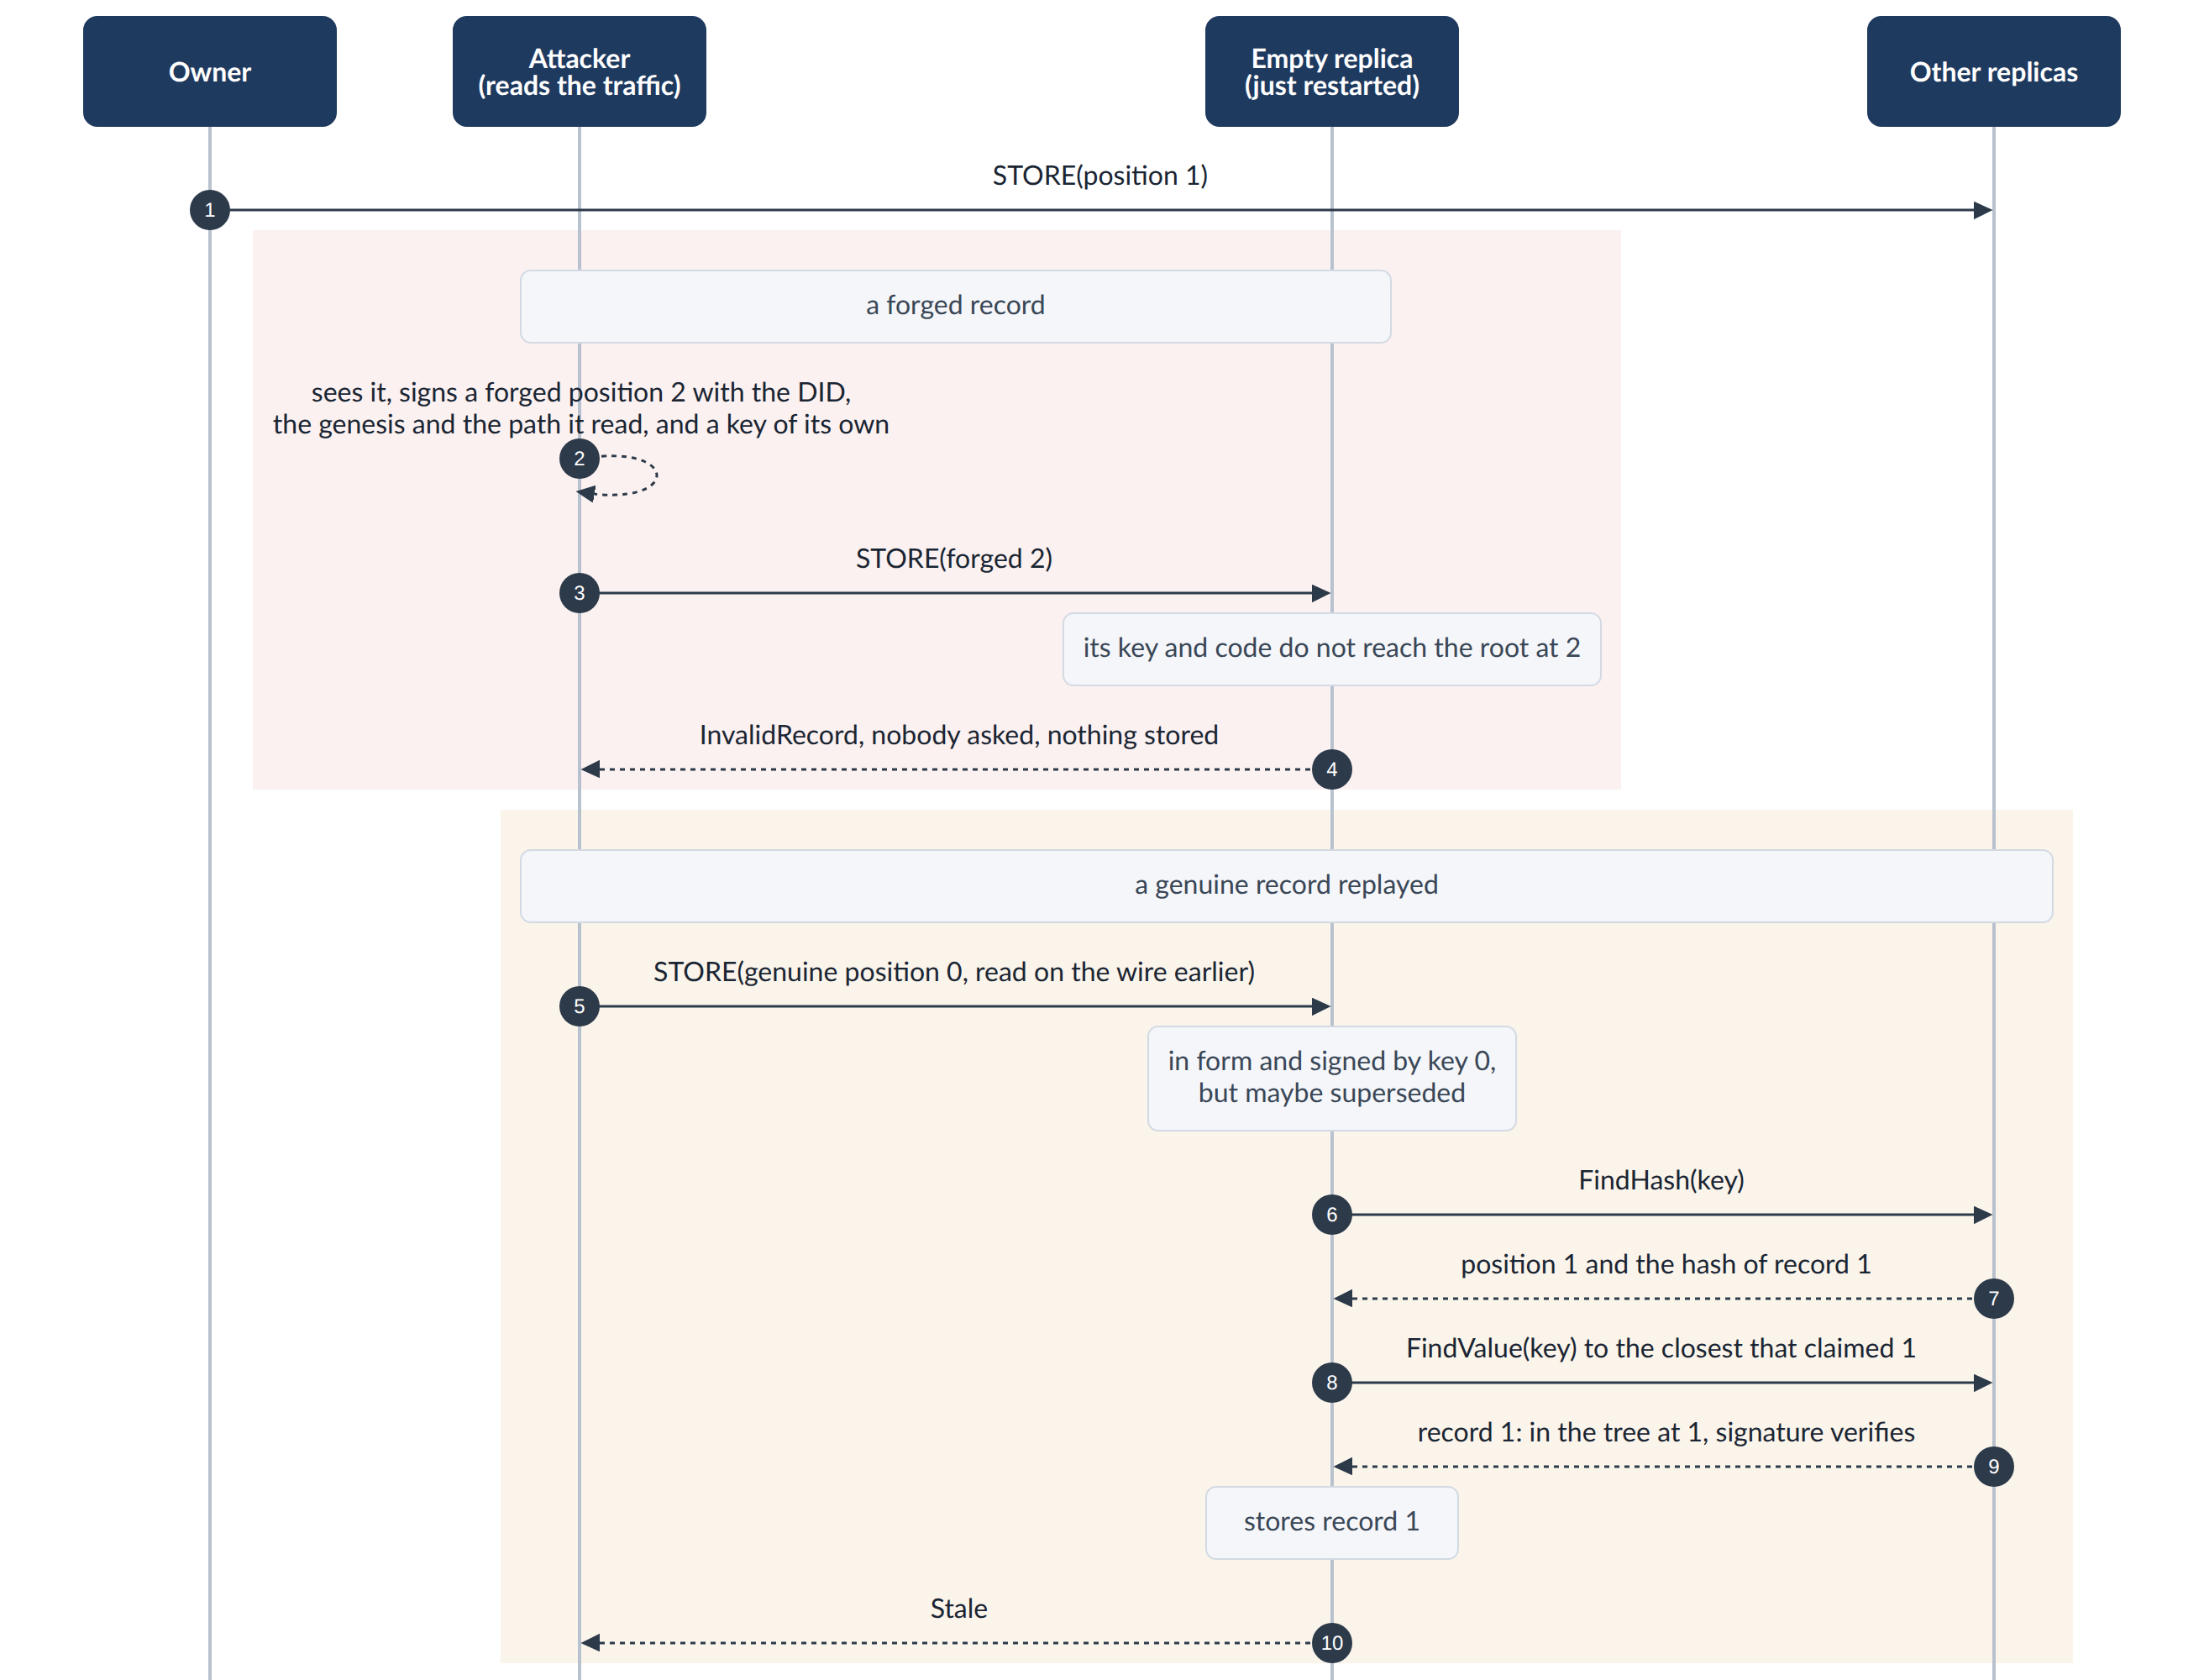 Owner
Attacker
(reads the traffic)
Empty replica
(just restarted)
Other replicas
STORE(position 1)
1
a forged record
sees it, signs a forged position 2 with the DID,
the genesis and the path it read, and a key of its own
2
STORE(forged 2)
3
its key and code do not reach the root at 2
InvalidRecord, nobody asked, nothing stored
4
a genuine record replayed
STORE(genuine position 0, read on the wire earlier)
5
in form and signed by key 0,
but maybe superseded
FindHash(key)
6
position 1 and the hash of record 1
7
FindValue(key) to the closest that claimed 1
8
record 1: in the tree at 1, signature verifies
9
stores record 1
Stale
10